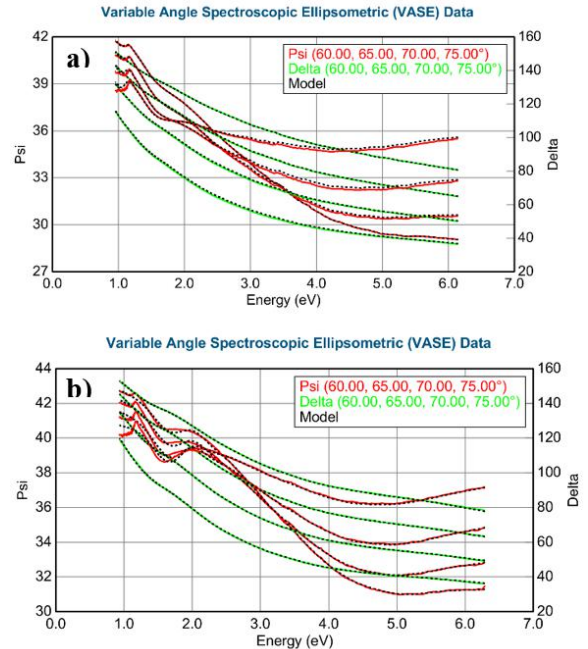 Variable Angle Spectroscopic Ellipsometric (VASE) Data
a)
Psi (60.00, 65.00, 70.00, 75.00°)
Delta (60.00, 65.00, 70.00, 75.00°)
Model
42
39
36
33
30
27
Psi
160
140
120
100
80
60
40
20
Delta
0.0 1.0 2.0 3.0 4.0 5.0 6.0 7.0
Energy (eV)
Variable Angle Spectroscopic Ellipsometric (VASE) Data
b)
Psi (60.00, 65.00, 70.00, 75.00°)
Delta (60.00, 65.00, 70.00, 75.00°)
Model
44
42
40
38
36
34
32
30
Psi
160
140
120
100
80
60
40
20
Delta
0.0 1.0 2.0 3.0 4.0 5.0 6.0 7.0
Energy (eV)